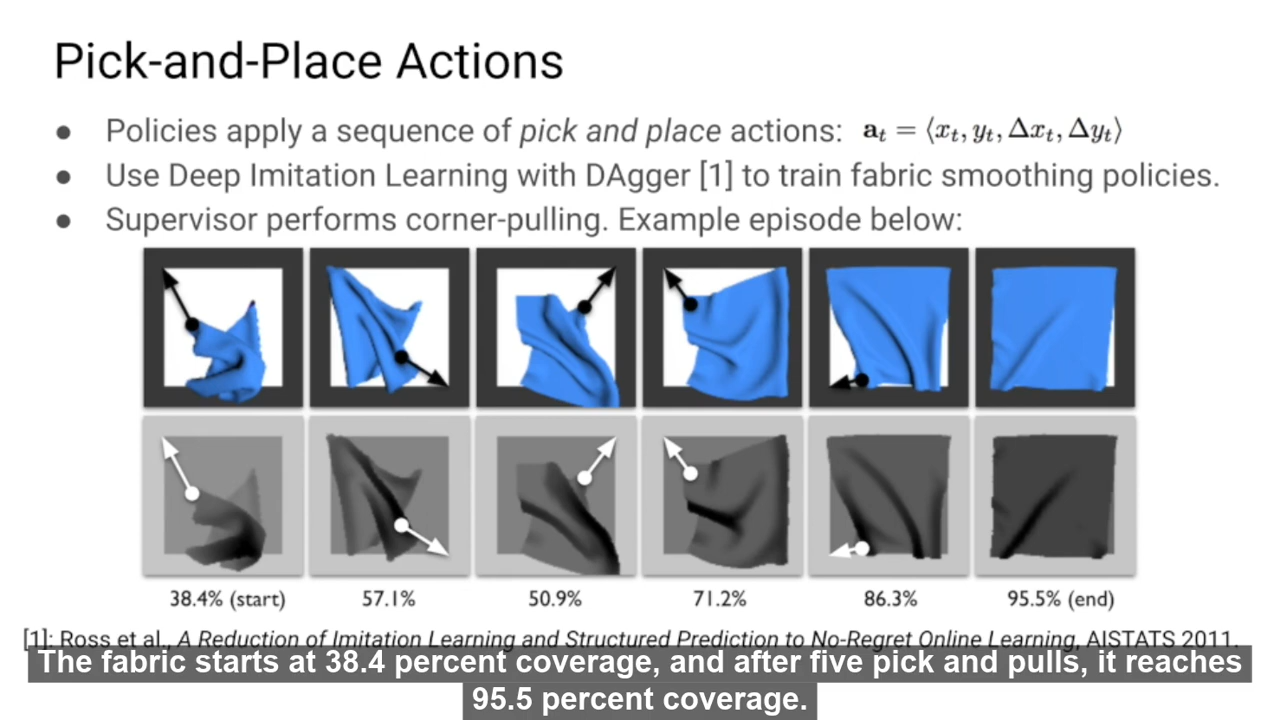 Pick-and-Place Actions
● Policies apply a sequence of pick and place actions: a_t = ⟨x_t, y_t, Δx_t, Δy_t⟩
● Use Deep Imitation Learning with DAgger [1] to train fabric smoothing policies.
● Supervisor performs corner-pulling. Example episode below:
38.4% (start) 57.1% 50.9% 71.2% 86.3% 95.5% (end)
[1]: Ross et al., A Reduction of Imitation Learning and Structured Prediction to No-Regret Online Learning, AISTATS 2011.
The fabric starts at 38.4 percent coverage, and after five pick and pulls, it reaches
95.5 percent coverage.